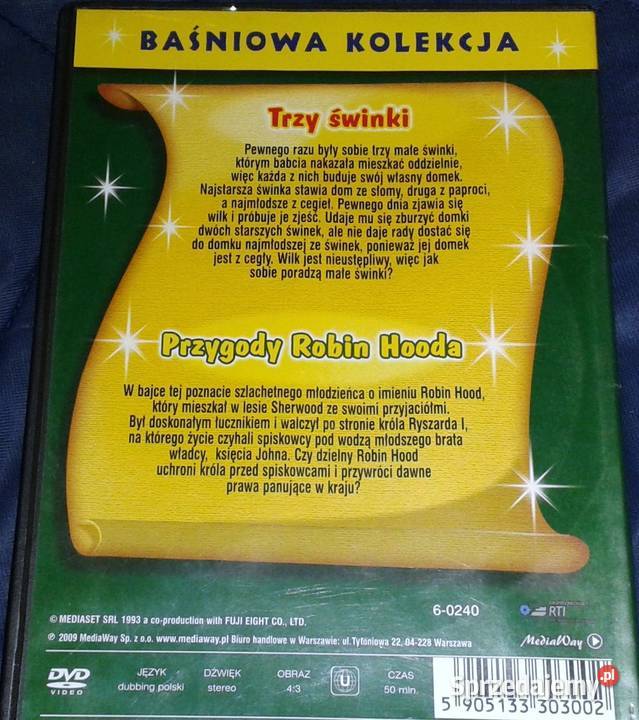 BAŚNIOWA KOLEKCJA
Trzy świnki
Pewnego razu były sobie trzy małe świnki,
którym babcia nakazała mieszkać oddzielnie,
więc każda z nich buduje swój własny domek.
Najstarsza świnka stawia dom ze słomy, druga z paproci,
a najmłodsze z cegieł. Pewnego dnia zjawia się
wilk i próbuje je zjeść. Udaje mu się zburzyć domki
dwóch starszych świnek, ale nie daje rady dostać się
do domku najmłodszej ze świnek, ponieważ jej domek
jest z cegły. Wilk jest nieustępliwy, więc jak
sobie poradzą małe świnki?
Przygody Robin Hooda
W bajce tej poznacie szlachetnego młodzieńca o imieniu Robin Hood,
który mieszkał w lesie Sherwood ze swoimi przyjaciółmi.
Był doskonałym łucznikiem i walczył po stronie króla Ryszarda I,
na którego życie czyhali spiskowcy pod wodzą młodszego brata
władcy, księcia Johna. Czy dzielny Robin Hood
uchroni króla przed spiskowcami i przywróci dawne
prawa panujące w kraju?
© MEDIASET SRL 1993 a co-production with FUJI EIGHT CO., LTD.
℗ 2009 MediaWay Sp. z o.o. www.mediaway.pl Biuro handlowe w Warszawie: ul. Tytoniowa 22, 04-228 Warszawa
6-0240
RTI
MediaWay
DVD VIDEO
JĘZYK
dubbing polski
DŹWIĘK
stereo
OBRAZ
4:3
U
CZAS
50 min.
5 905133 303002
Sprzedajemy.pl